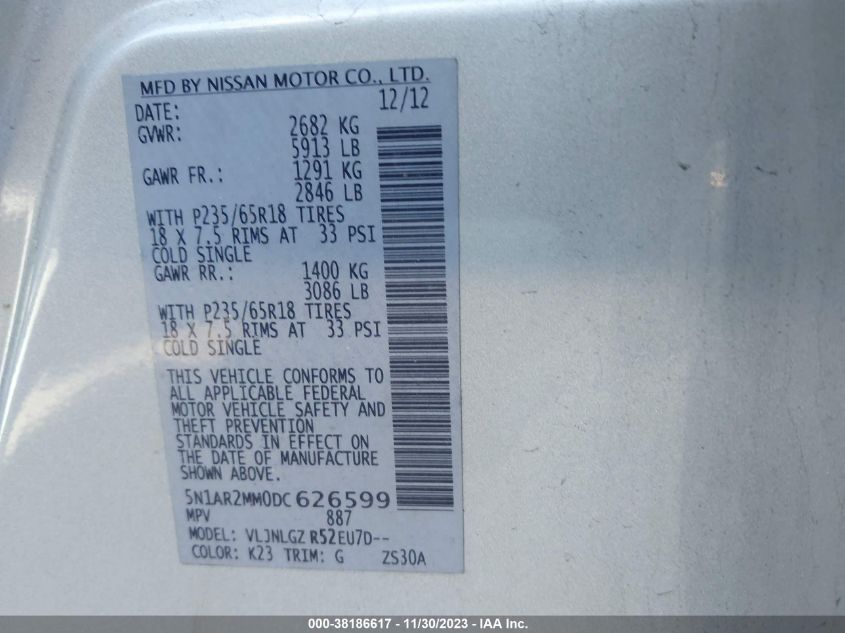 MFD BY NISSAN MOTOR CO., LTD.
DATE: 12/12
GVWR: 2682 KG
5913 LB
GAWR FR.: 1291 KG
2846 LB
WITH P235/65R18 TIRES
18 X 7.5 RIMS AT 33 PSI
COLD SINGLE
GAWR RR.: 1400 KG
3086 LB
WITH P235/65R18 TIRES
18 X 7.5 RIMS AT 33 PSI
COLD SINGLE
THIS VEHICLE CONFORMS TO
ALL APPLICABLE FEDERAL
MOTOR VEHICLE SAFETY AND
THEFT PREVENTION
STANDARDS IN EFFECT ON
THE DATE OF MANUFACTURE
SHOWN ABOVE.
5N1AR2MM0DC626599
MPV 887
MODEL: VLJNLGZ R52EU7D--
COLOR: K23 TRIM: G ZS30A
000-38186617 - 11/30/2023 - IAA Inc.